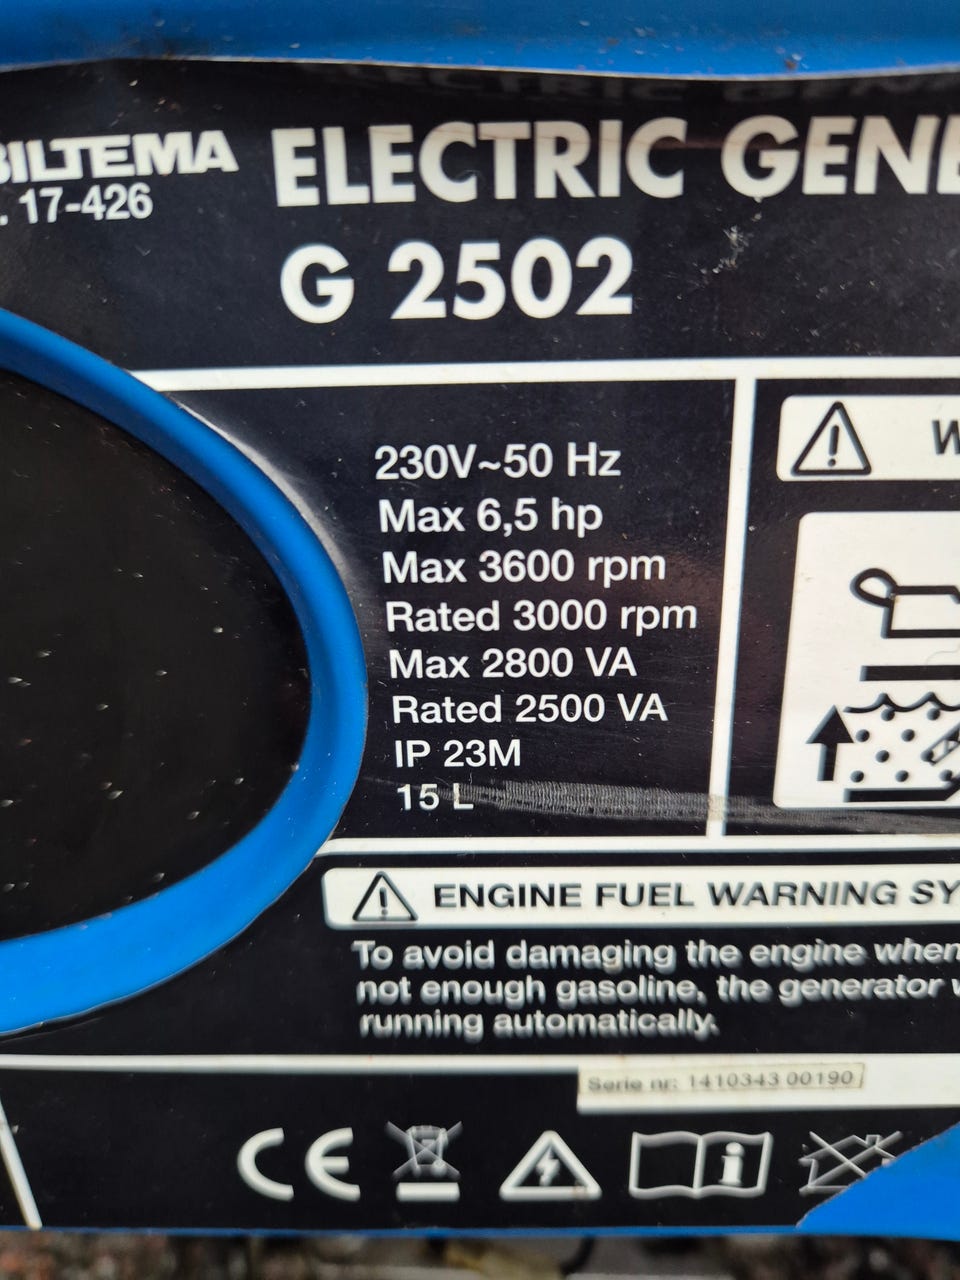 BILTEMA
. 17-426
ELECTRIC GENE
G 2502
230V~50 Hz
Max 6,5 hp
Max 3600 rpm
Rated 3000 rpm
Max 2800 VA
Rated 2500 VA
IP 23M
15 L
W
ENGINE FUEL WARNING SY
To avoid damaging the engine when
not enough gasoline, the generator w
running automatically.
Serie nr: 1410343 00190
CE